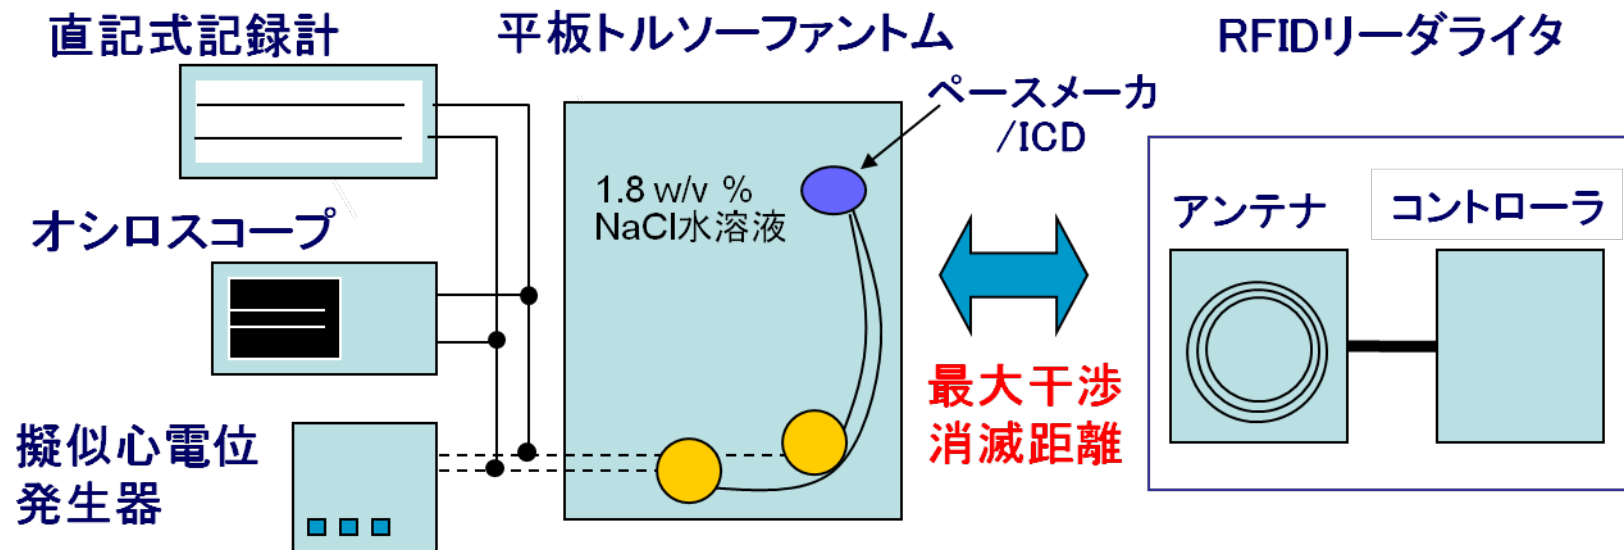 直記式記録計
平板トルソーファントム
RFIDリーダライタ
ペースメーカ
/ICD
1.8 w/v %
NaCl水溶液
アンテナ
コントローラ
オシロスコープ
最大干渉
消滅距離
擬似心電位
発生器